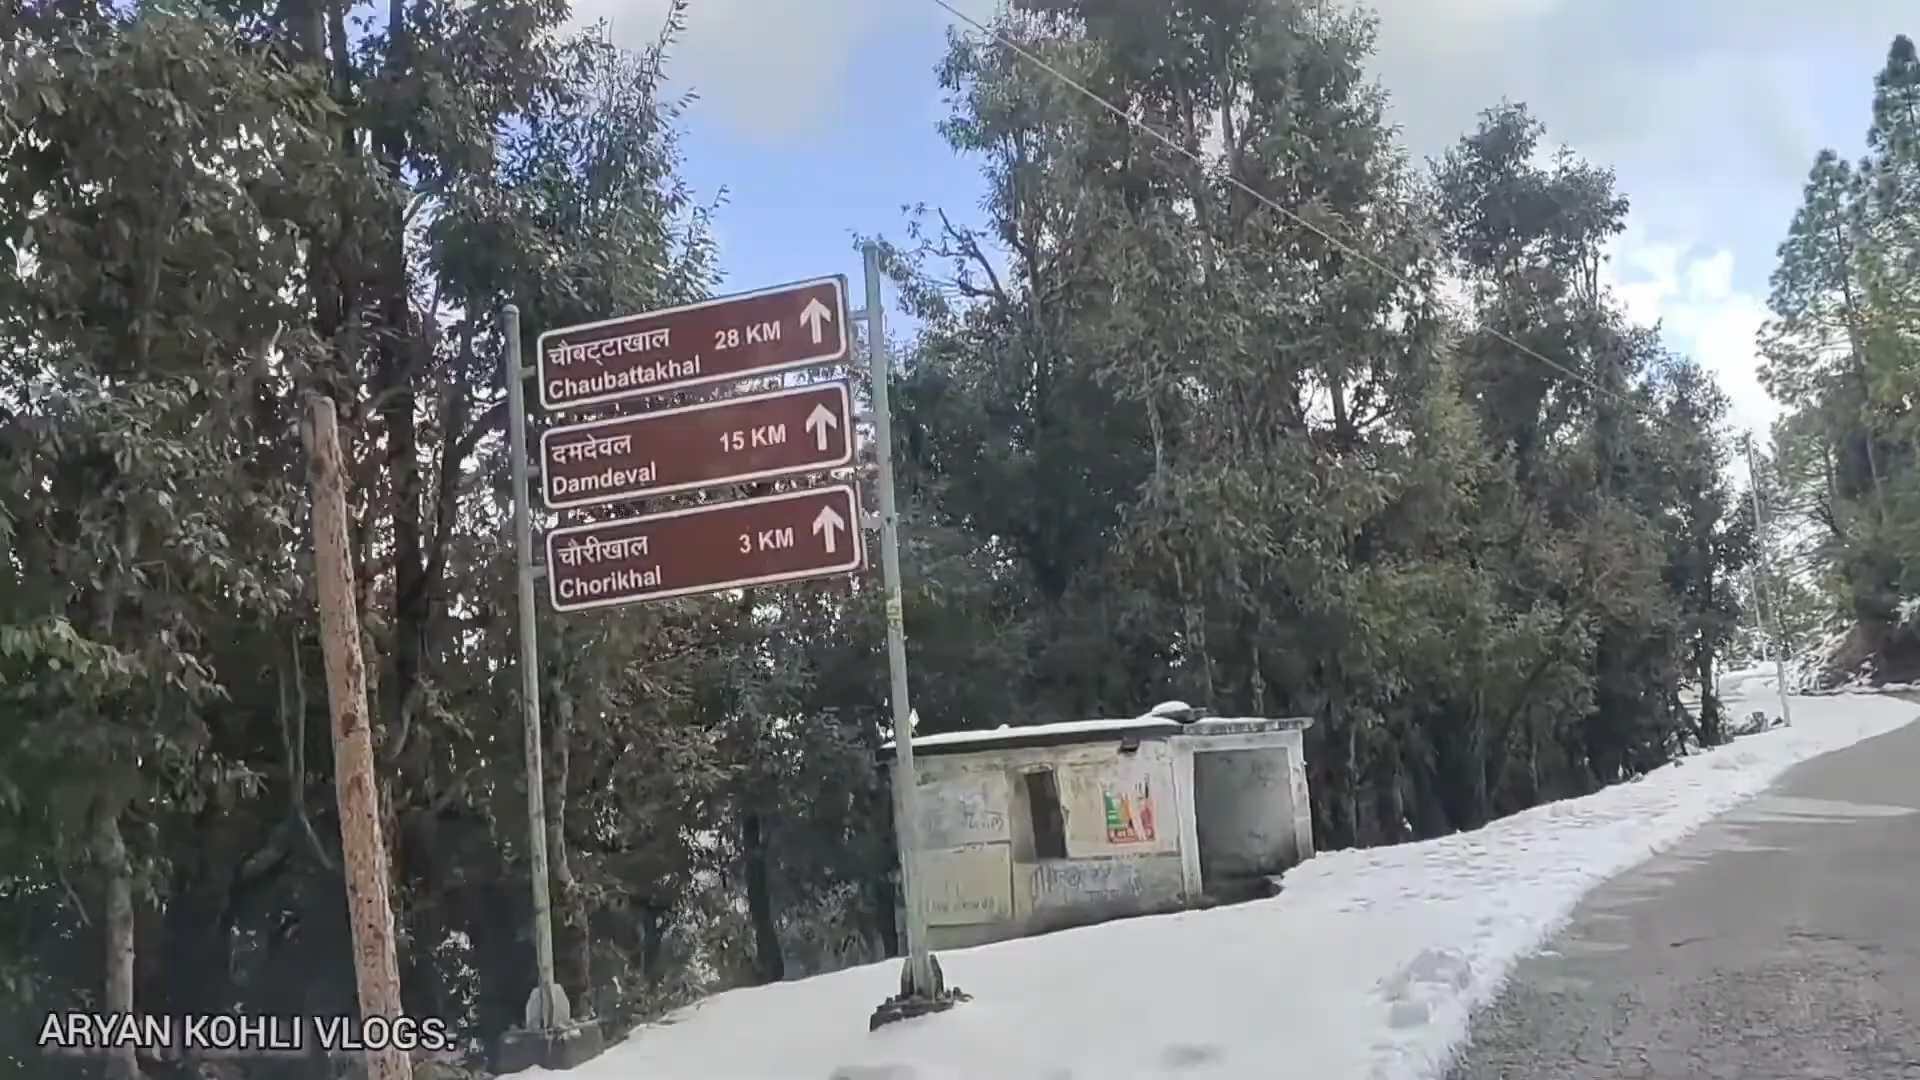 चौबट्टाखाल 28 KM
Chaubattakhal
दमदेवल 15 KM
Damdeval
चौरीखाल 3 KM
Chorikhal
ARYAN KOHLI VLOGS.